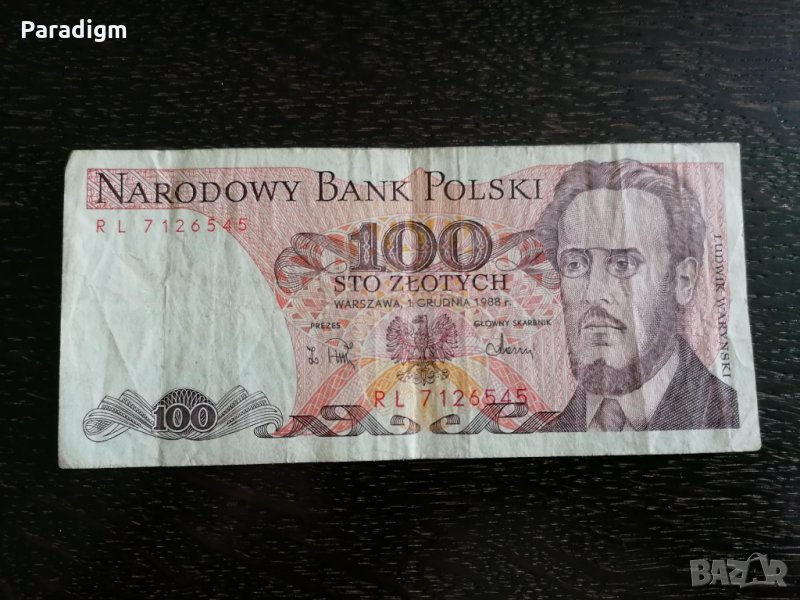 Paradigm
NARODOWY BANK POLSKI
RL 7126545
100
STO ZŁOTYCH
WARSZAWA, 1 GRUDNIA 1988 r.
PREZES GŁÓWNY SKARBNIK
RL 7126545
100
LUDWIK WARYŃSKI
BAZAR